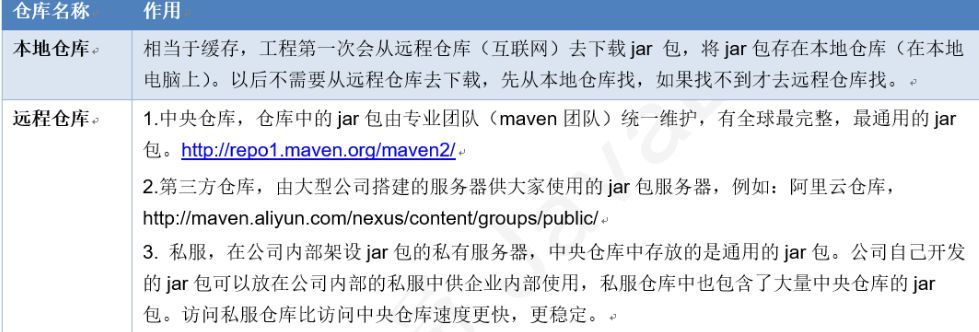 仓库名称 作用
本地仓库 相当于缓存，工程第一次会从远程仓库（互联网）去下载 jar 包，将 jar 包存在本地仓库（在本地
电脑上）。以后不需要从远程仓库去下载，先从本地仓库找，如果找不到才去远程仓库找。
远程仓库 1.中央仓库，仓库中的 jar 包由专业团队（maven 团队）统一维护，有全球最完整，最通用的 jar
包。http://repo1.maven.org/maven2/
2.第三方仓库，由大型公司搭建的服务器供大家使用的 jar 包服务器，例如：阿里云仓库，
http://maven.aliyun.com/nexus/content/groups/public/
3. 私服，在公司内部架设 jar 包的私有服务器，中央仓库中存放的是通用的 jar 包。公司自己开发
的 jar 包可以放在公司内部的私服中供企业内部使用，私服仓库中也包含了大量中央仓库的 jar
包。访问私服仓库比访问中央仓库速度更快，更稳定。